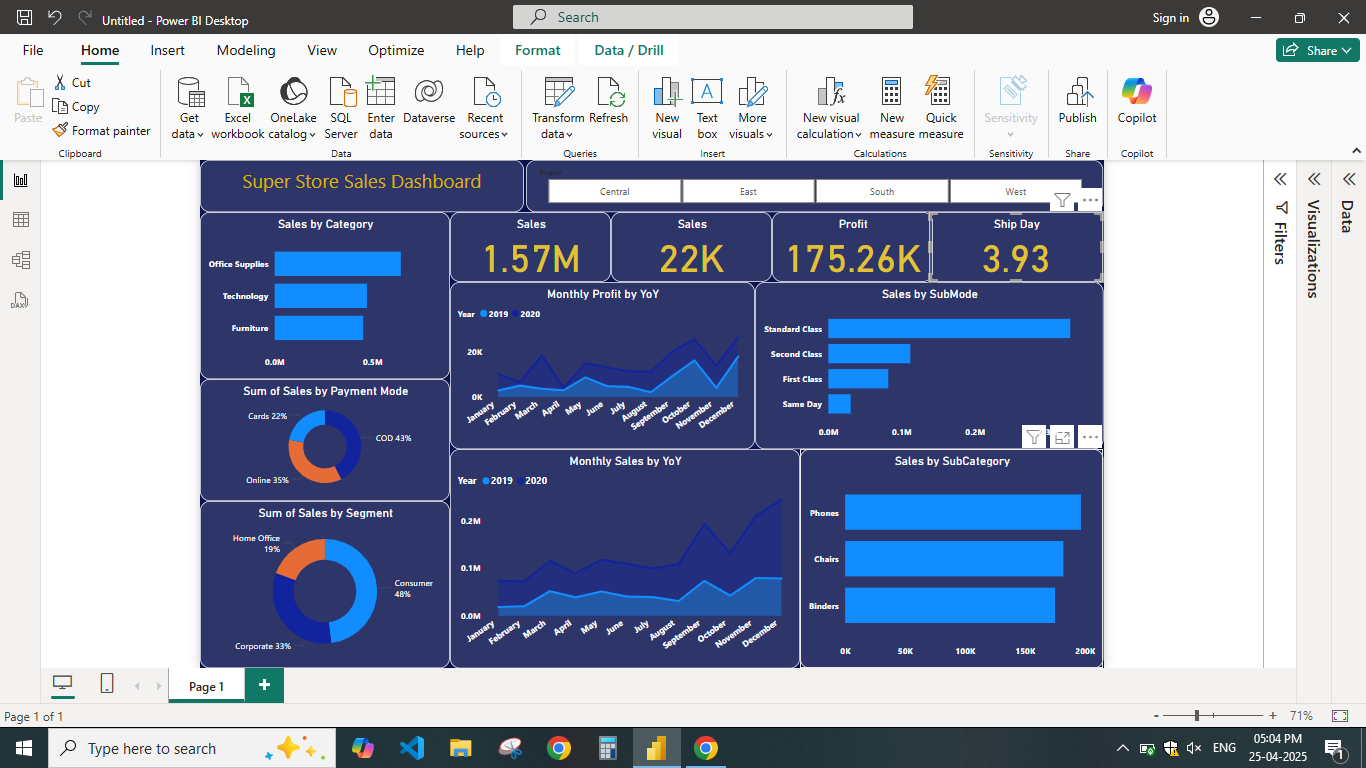 Untitled - Power BI Desktop
Search
Sign in
File Home Insert Modeling View Optimize Help Format Data / Drill
Share
Paste
Cut
Copy
Format painter
Clipboard
Get data
Excel workbook
OneLake catalog
SQL Server
Enter data
Dataverse
Recent sources
Data
Transform data
Refresh
Queries
New visual
Text box
More visuals
Insert
New visual calculation
New measure
Quick measure
Calculations
Sensitivity
Sensitivity
Publish
Share
Copilot
Copilot
Super Store Sales Dashboard
Region
Central East South West
Sales by Category
Office Supplies
Technology
Furniture
0.0M 0.5M
Sales
1.57M
Sales
22K
Profit
175.26K
Ship Day
3.93
Monthly Profit by YoY
Year 2019 2020
20K
0K
January February March April May June July August September October November December
Sales by SubMode
Standard Class
Second Class
First Class
Same Day
0.0M 0.1M 0.2M
Sum of Sales by Payment Mode
Cards 22%
COD 43%
Online 35%
Sum of Sales by Segment
Home Office
19%
Consumer
48%
Corporate 33%
Monthly Sales by YoY
Year 2019 2020
0.2M
0.1M
0.0M
January February March April May June July August September October November December
Sales by SubCategory
Phones
Chairs
Binders
0K 50K 100K 150K 200K
Filters
Visualizations
Data
Page 1
Page 1 of 1
71%
Type here to search
ENG
05:04 PM
25-04-2025
1